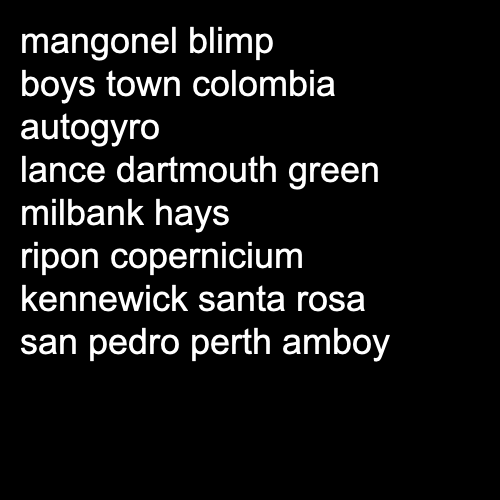 mangonel blimp
boys town colombia
autogyro
lance dartmouth green
milbank hays
ripon copernicium
kennewick santa rosa
san pedro perth amboy